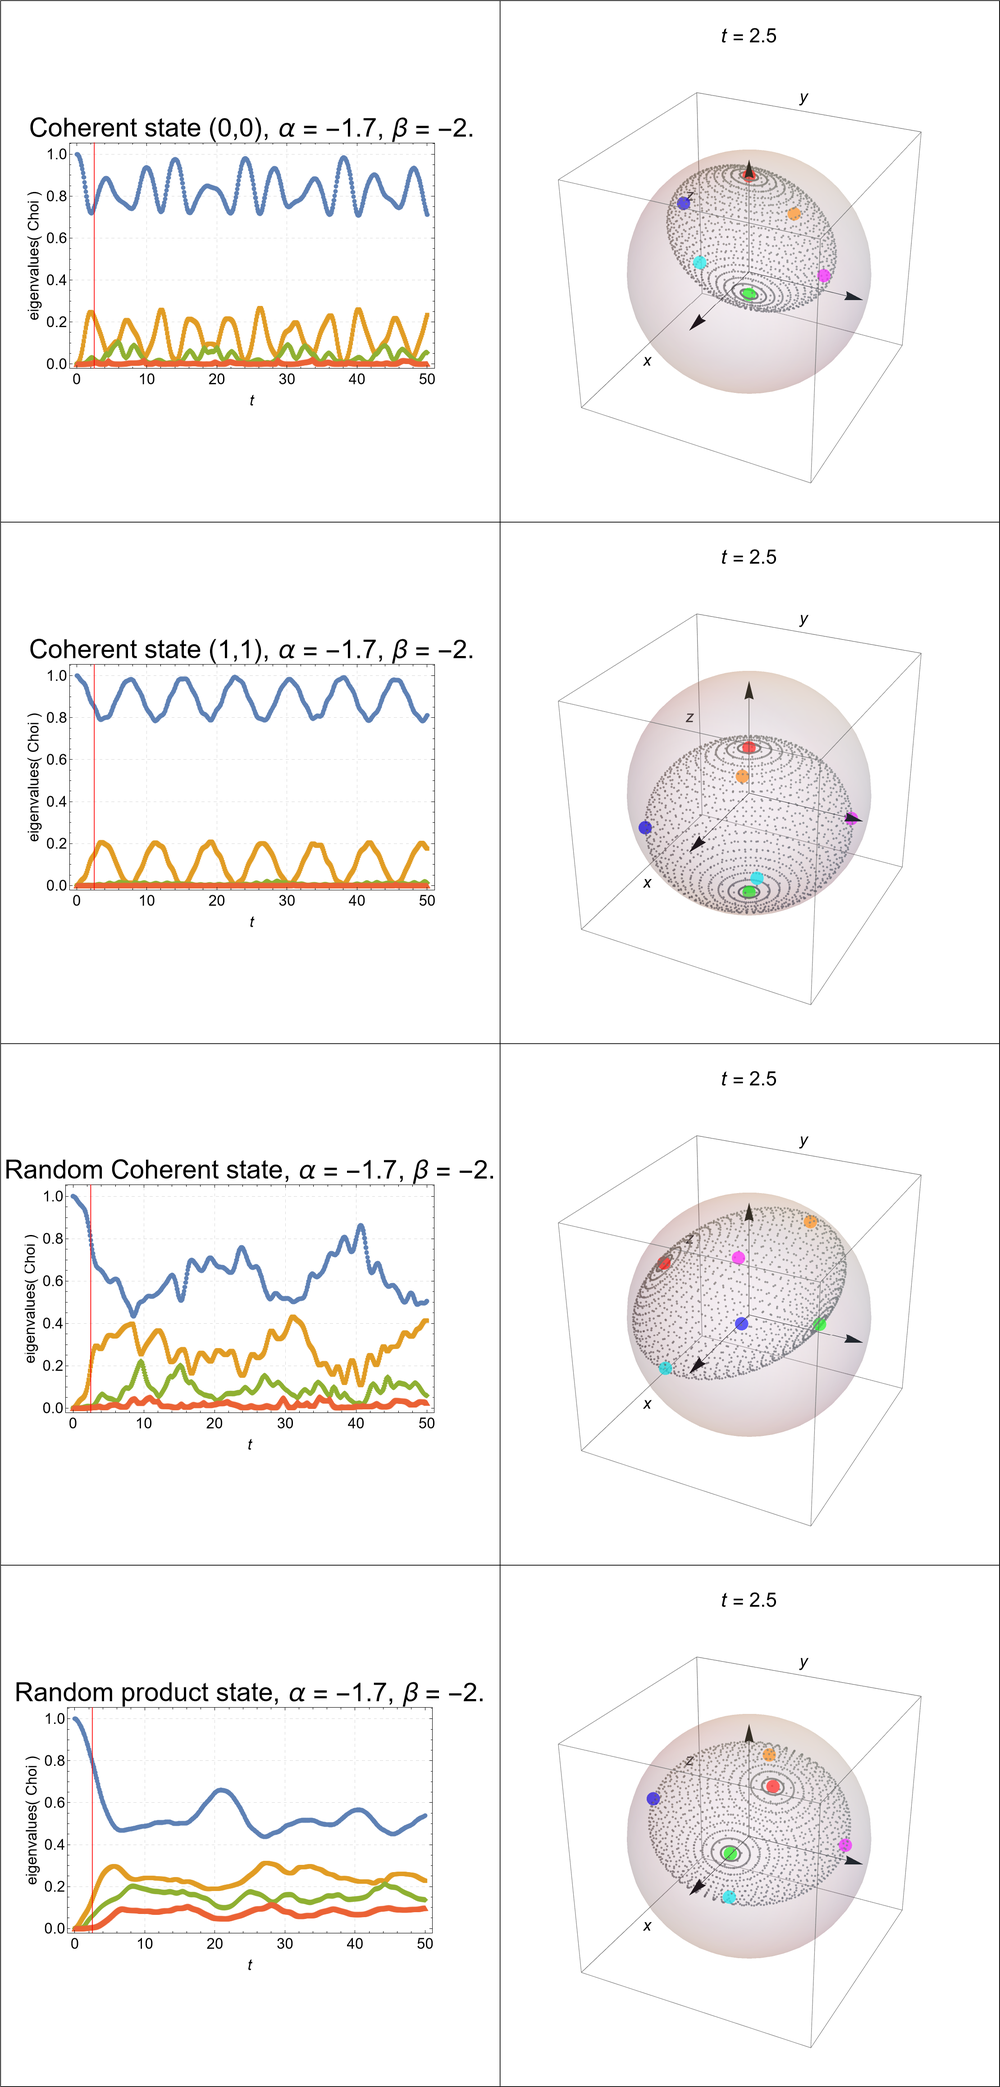 t = 2.5
y
z
x
Coherent state (0,0), α = −1.7, β = −2.
eigenvalues( Choi )
1.0
0.8
0.6
0.4
0.2
0.0
0 10 20 30 40 50
t
t = 2.5
y
z
x
Coherent state (1,1), α = −1.7, β = −2.
eigenvalues( Choi )
1.0
0.8
0.6
0.4
0.2
0.0
0 10 20 30 40 50
t
t = 2.5
y
z
x
Random Coherent state, α = −1.7, β = −2.
eigenvalues( Choi )
1.0
0.8
0.6
0.4
0.2
0.0
0 10 20 30 40 50
t
t = 2.5
y
z
x
Random product state, α = −1.7, β = −2.
eigenvalues( Choi )
1.0
0.8
0.6
0.4
0.2
0.0
0 10 20 30 40 50
t